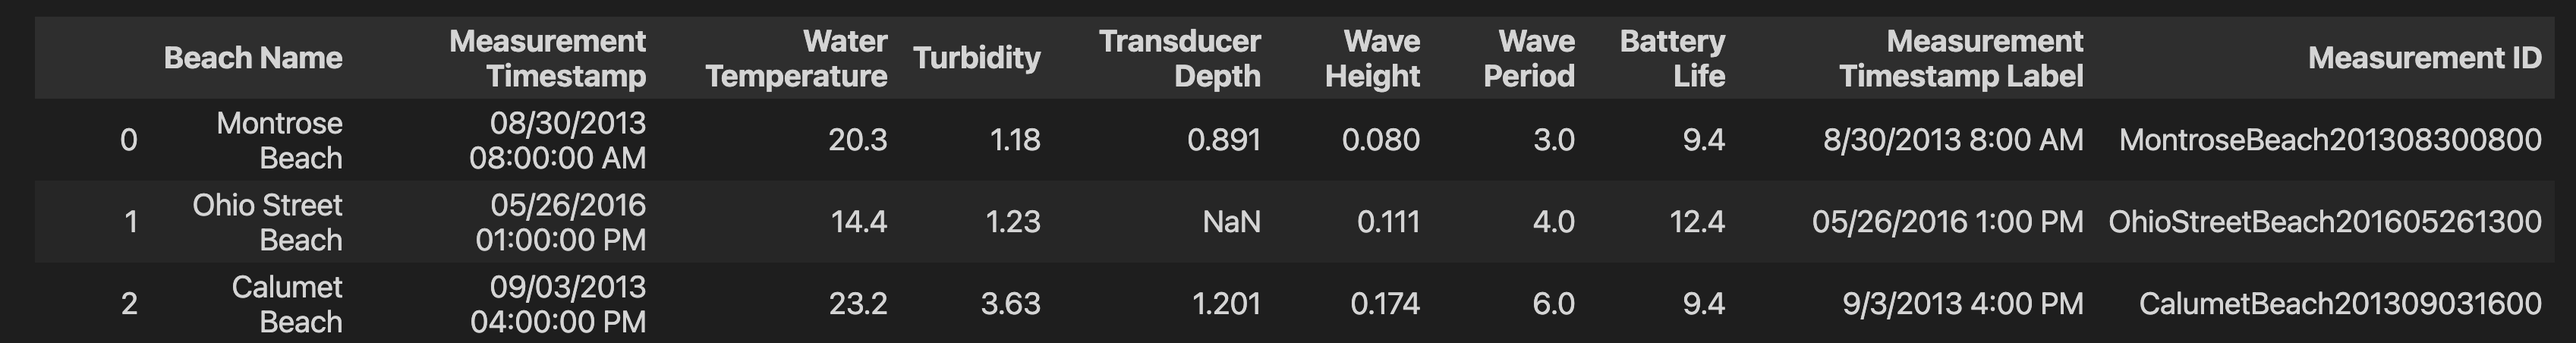 Beach Name Measurement Timestamp Water Temperature Turbidity Transducer Depth Wave Height Wave Period Battery Life Measurement Timestamp Label Measurement ID
0 Montrose Beach 08/30/2013 08:00:00 AM 20.3 1.18 0.891 0.080 3.0 9.4 8/30/2013 8:00 AM MontroseBeach201308300800
1 Ohio Street Beach 05/26/2016 01:00:00 PM 14.4 1.23 NaN 0.111 4.0 12.4 05/26/2016 1:00 PM OhioStreetBeach201605261300
2 Calumet Beach 09/03/2013 04:00:00 PM 23.2 3.63 1.201 0.174 6.0 9.4 9/3/2013 4:00 PM CalumetBeach201309031600